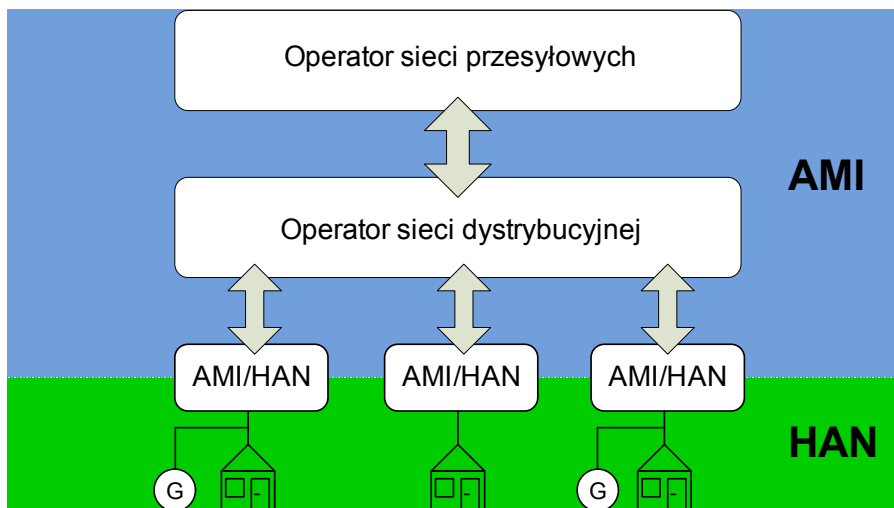 Operator sieci przesyłowych
AMI
Operator sieci dystrybucyjnej
AMI/HAN
AMI/HAN
AMI/HAN
HAN
G
G